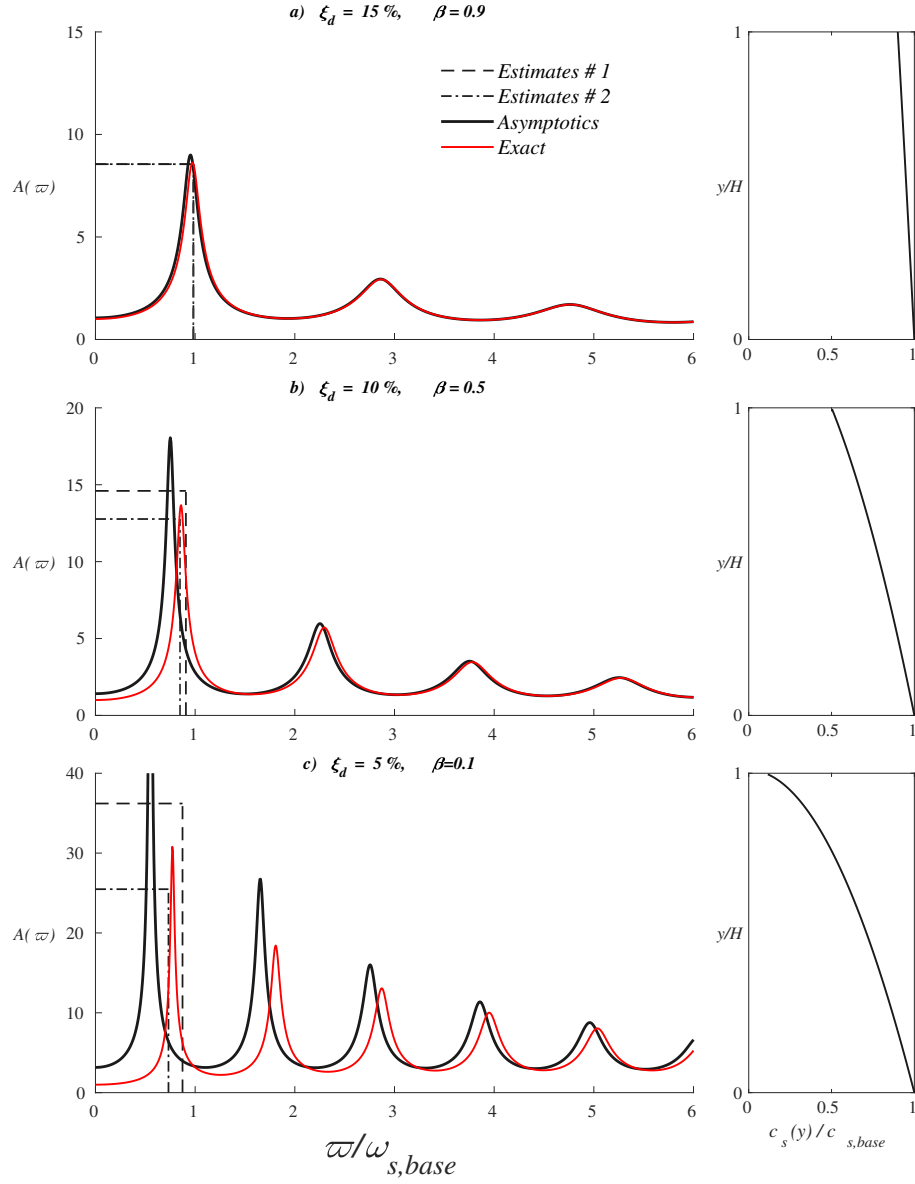 a) ξd = 15 %, β = 0.9
15
10
5
0
A( ϖ)
Estimates # 1
Estimates # 2
Asymptotics
Exact
0 1 2 3 4 5 6
1
y/H
0
0 0.5 1
b) ξd = 10 %, β = 0.5
20
15
10
5
0
A( ϖ)
0 1 2 3 4 5 6
1
y/H
0
0 0.5 1
c) ξd = 5 %, β=0.1
40
30
20
10
0
A( ϖ)
0 1 2 3 4 5 6
ϖ/ωs,base
1
y/H
0
0 0.5 1
cs(y) / cs,base